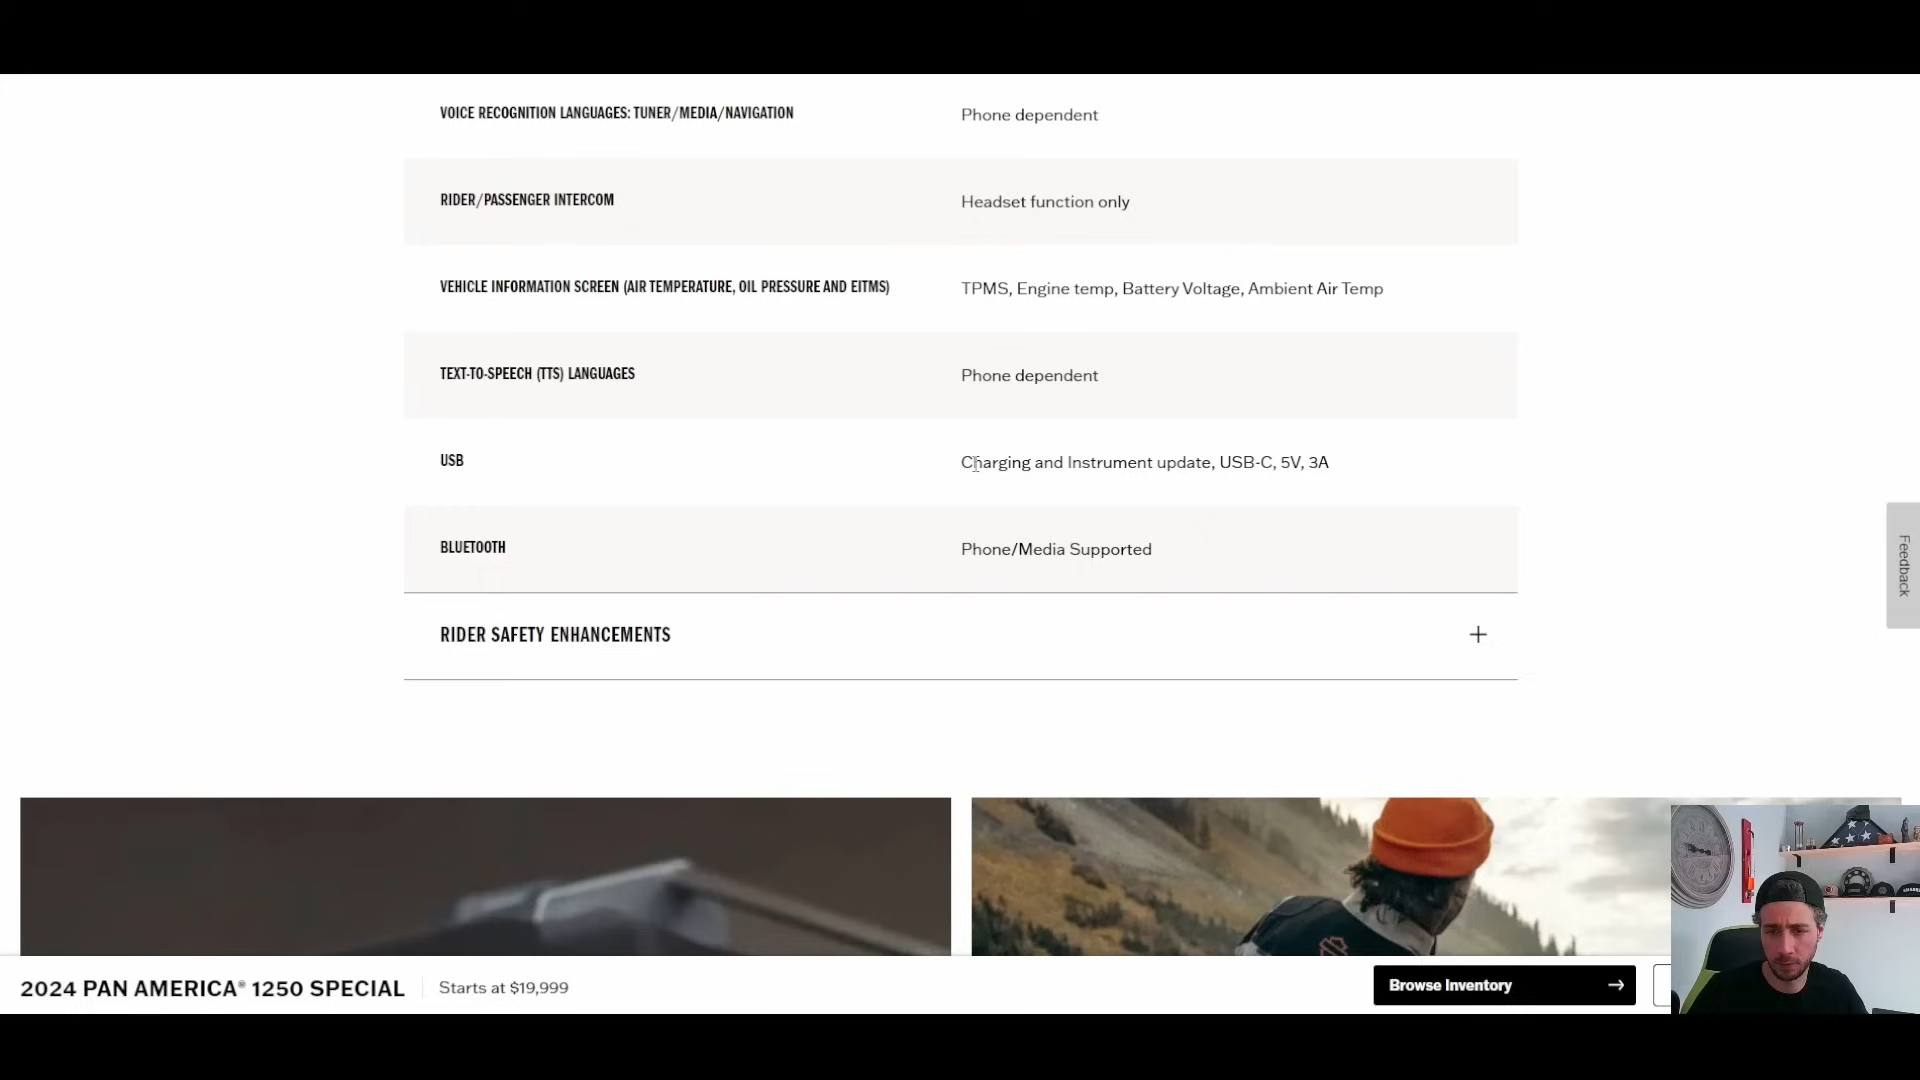 VOICE RECOGNITION LANGUAGES: TUNER/MEDIA/NAVIGATION Phone dependent
RIDER/PASSENGER INTERCOM Headset function only
VEHICLE INFORMATION SCREEN (AIR TEMPERATURE, OIL PRESSURE AND EITMS) TPMS, Engine temp, Battery Voltage, Ambient Air Temp
TEXT-TO-SPEECH (TTS) LANGUAGES Phone dependent
USB Charging and Instrument update, USB-C, 5V, 3A
BLUETOOTH Phone/Media Supported
RIDER SAFETY ENHANCEMENTS +
Feedback
2024 PAN AMERICA® 1250 SPECIAL Starts at $19,999 Browse Inventory →